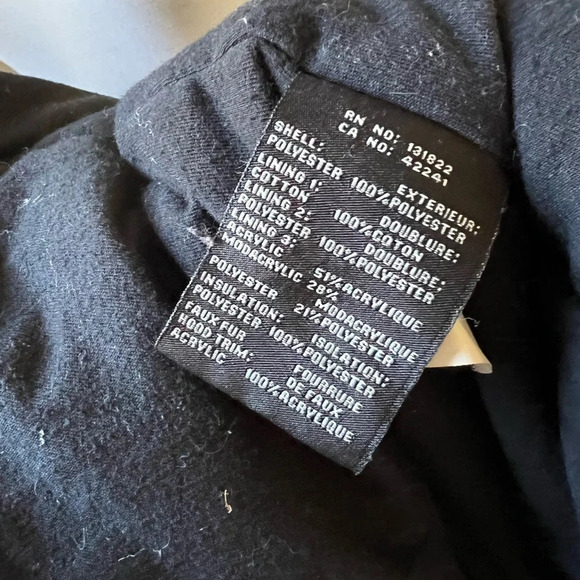 RN NO: 131822
CA NO: 42241
SHELL: EXTERIEUR:
POLYESTER 100% POLYESTER
LINING 1: DOUBLURE:
COTTON 100% COTON
LINING 2: DOUBLURE:
POLYESTER 100% POLYESTER
LINING 3:
ACRYLIC 51% ACRYLIQUE
MODACRYLIC 28% MODACRYLIQUE
POLYESTER 21% POLYESTER
INSULATION: ISOLATION:
POLYESTER 100% POLYESTER
FAUX FUR FOURRURE
HOOD TRIM: DE FAUX
ACRYLIC 100% ACRYLIQUE